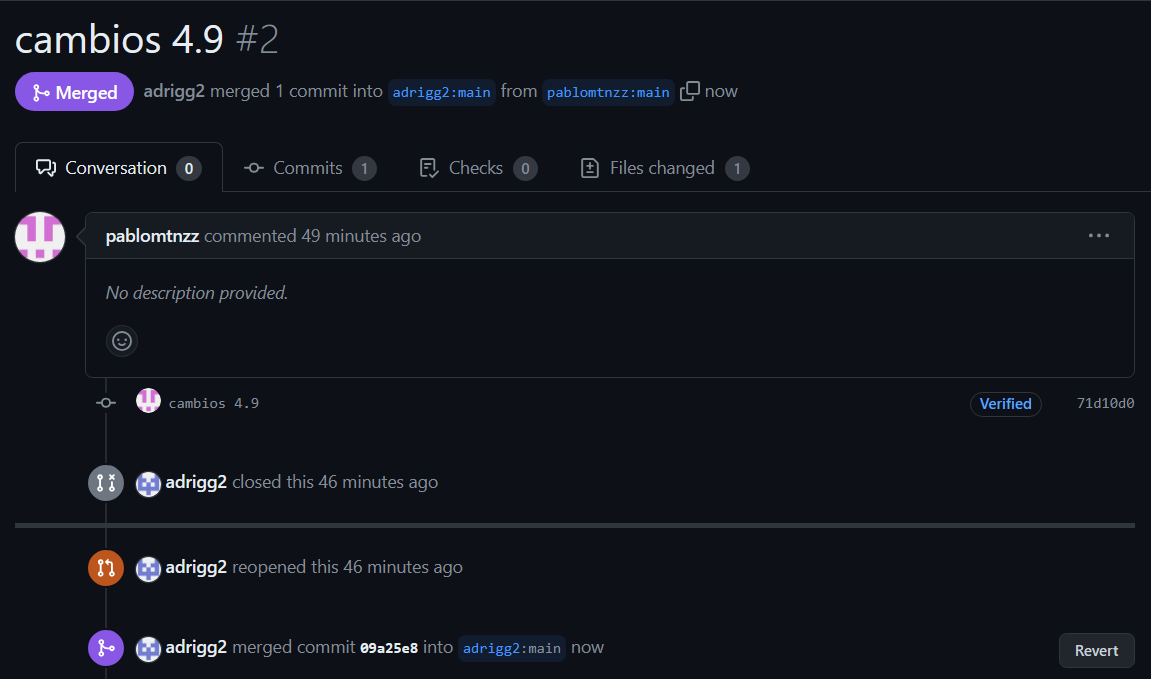 cambios 4.9 #2
Merged adrigg2 merged 1 commit into adrigg2:main from pablomtnzz:main now
Conversation 0 Commits 1 Checks 0 Files changed 1
pablomtnzz commented 49 minutes ago
No description provided.
cambios 4.9 Verified 71d10d0
adrigg2 closed this 46 minutes ago
adrigg2 reopened this 46 minutes ago
adrigg2 merged commit 09a25e8 into adrigg2:main now Revert